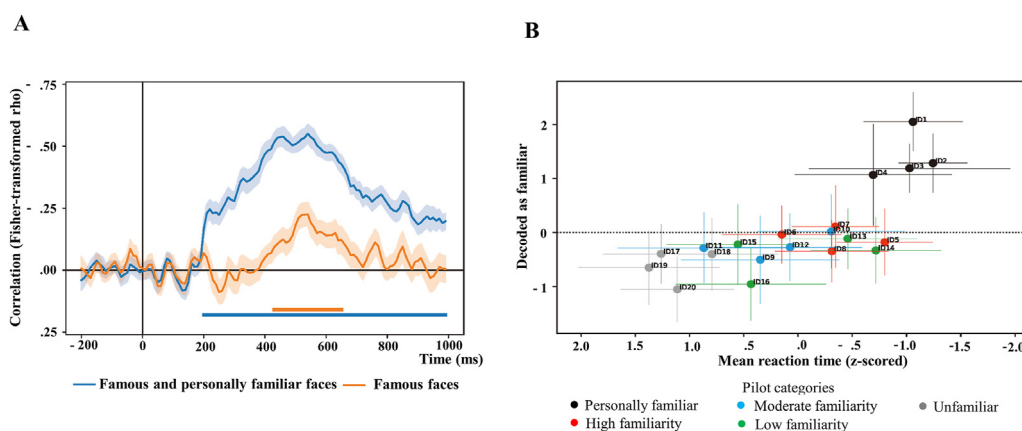 A
B
Correlation (Fisher-transformed rho)
-.75
-.50
-.25
.00
.25
- 200
0
200
400
600
800
1000
Time (ms)
Famous and personally familiar faces
Famous faces
Decoded as familiar
2
1
0
- 1
ID1
ID2
ID3
ID4
ID7
ID10
ID6
ID13
ID5
ID17
ID11
ID15
ID12
ID18
ID8
ID14
ID9
ID19
ID16
ID20
2.0
1.5
1.0
.5
.0
-.5
-1.0
-1.5
-2.0
Mean reaction time (z-scored)
Pilot categories
Personally familiar
Moderate familiarity
Unfamiliar
High familiarity
Low familiarity